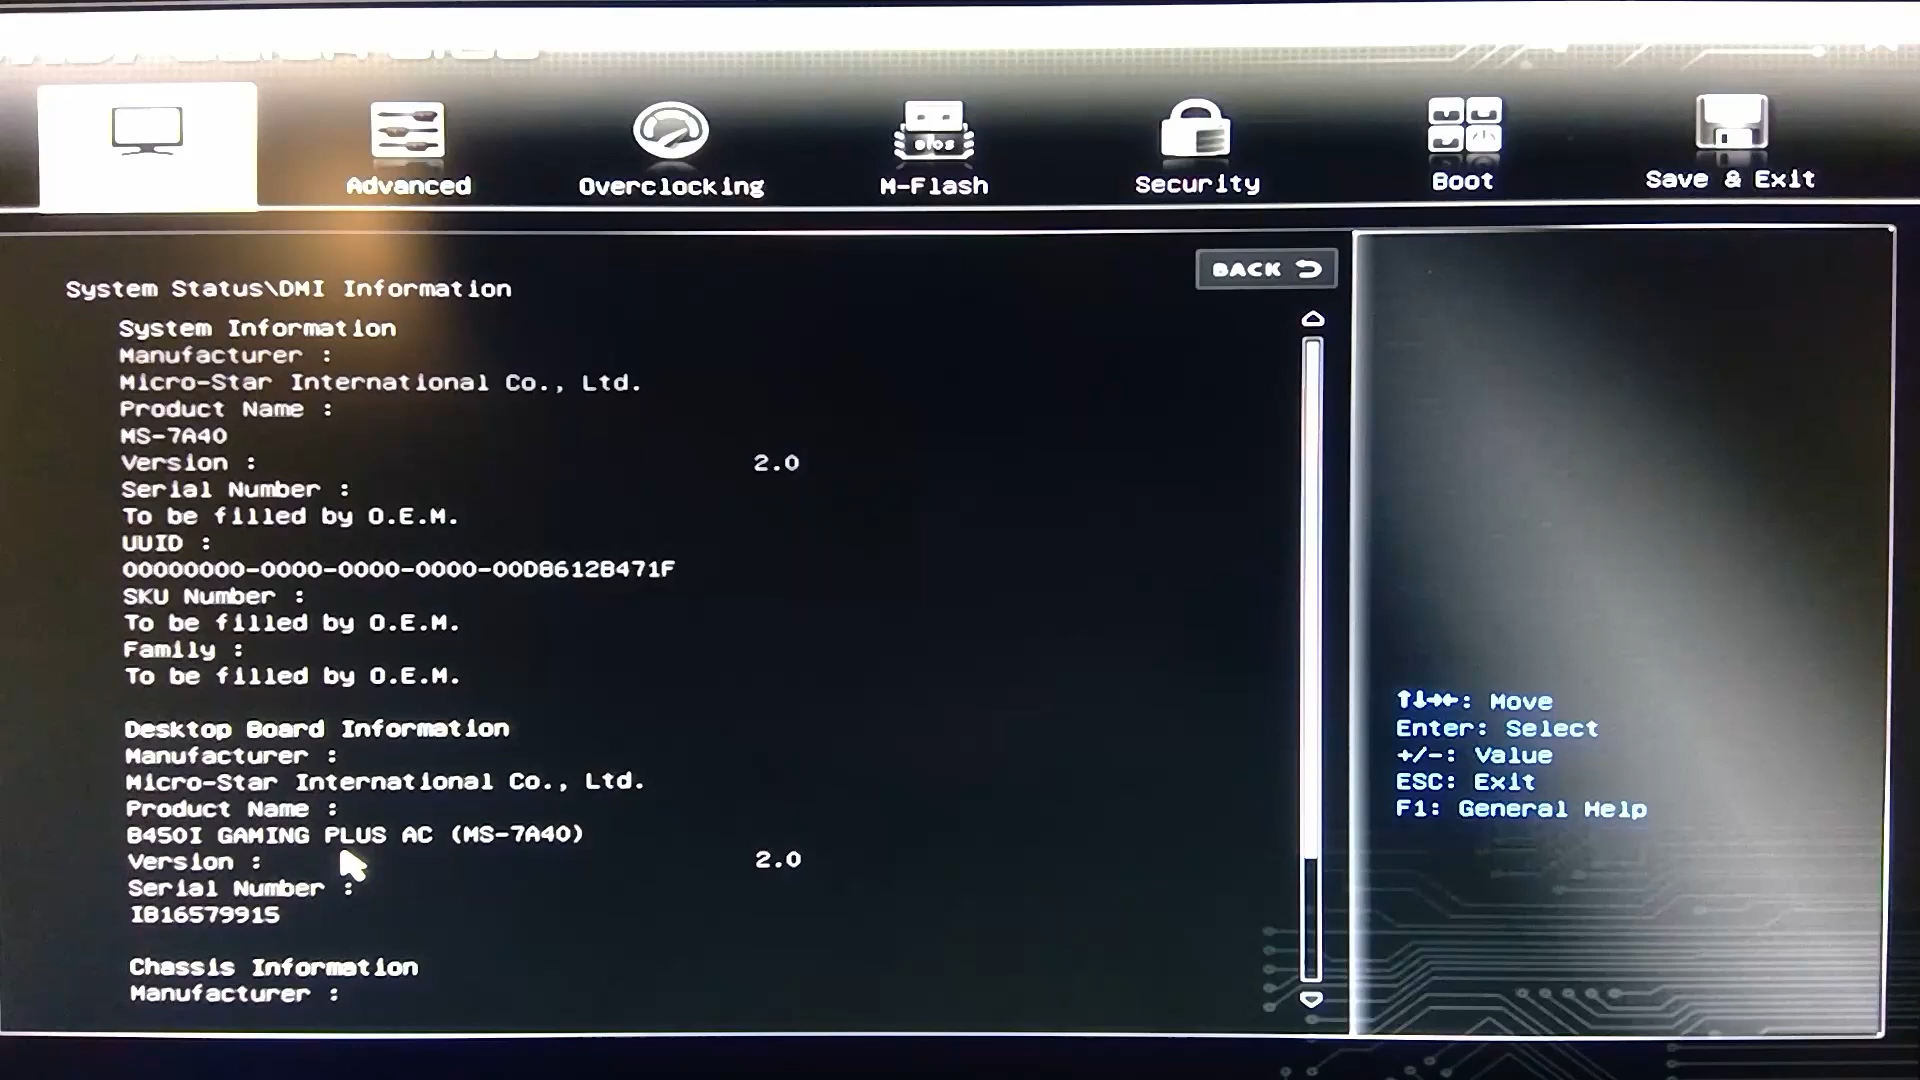 Advanced
Overclocking
BIOS
M-Flash
Security
Boot
Save & Exit
BACK
System Status\DMI Information
System Information
Manufacturer :
Micro-Star International Co., Ltd.
Product Name :
MS-7A40
Version : 2.0
Serial Number :
To be filled by O.E.M.
UUID :
00000000-0000-0000-0000-00D8612B471F
SKU Number :
To be filled by O.E.M.
Family :
To be filled by O.E.M.
Desktop Board Information
Manufacturer :
Micro-Star International Co., Ltd.
Product Name :
B450I GAMING PLUS AC (MS-7A40)
Version : 2.0
Serial Number :
IB16579915
Chassis Information
Manufacturer :
↑↓→←: Move
Enter: Select
+/-: Value
ESC: Exit
F1: General Help